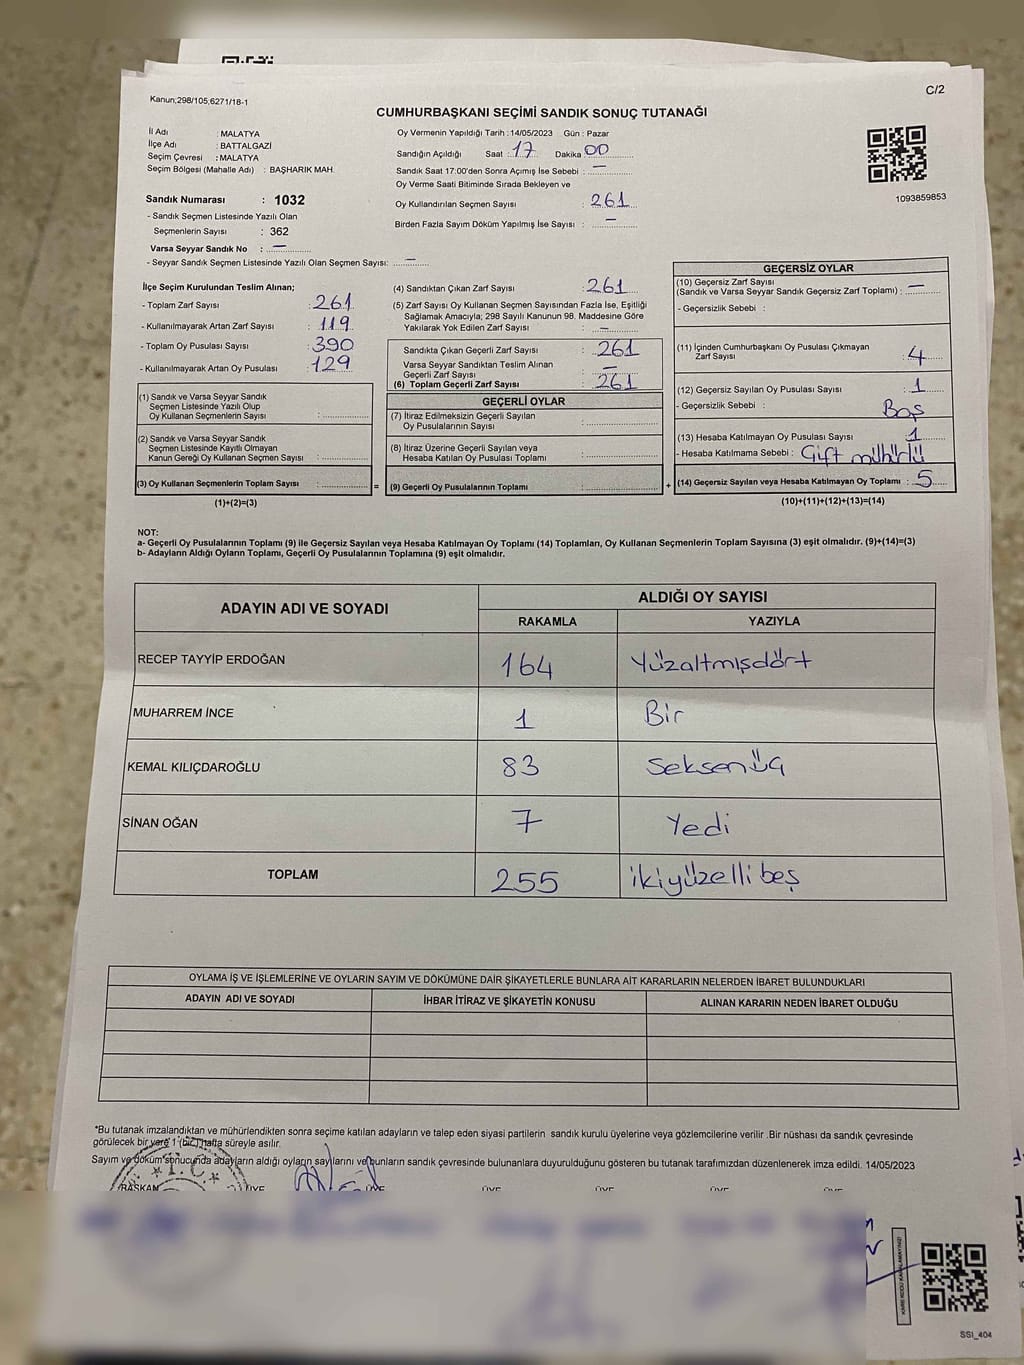 Kanun;298/105;6271/18-1
C/2
CUMHURBAŞKANI SEÇİMİ SANDIK SONUÇ TUTANAĞI
İl Adı : MALATYA
İlçe Adı : BATTALGAZİ
Seçim Çevresi : MALATYA
Seçim Bölgesi (Mahalle Adı) : BAŞHARIK MAH.
Oy Vermenin Yapıldığı Tarih :14/05/2023 Gün : Pazar
Sandığın Açıldığı Saat : 17 Dakika 00
Sandık Saat 17:00'den Sonra Açımış İse Sebebi : —
Oy Verme Saati Bitiminde Sırada Bekleyen ve
Oy Kullandırılan Seçmen Sayısı : 261
Birden Fazla Sayım Döküm Yapılmış İse Sayısı : —
1093859853
Sandık Numarası : 1032
- Sandık Seçmen Listesinde Yazılı Olan
Seçmenlerin Sayısı : 362
Varsa Seyyar Sandık No : —
- Seyyar Sandık Seçmen Listesinde Yazılı Olan Seçmen Sayısı: —
İlçe Seçim Kurulundan Teslim Alınan;
- Toplam Zarf Sayısı : 261
- Kullanılmayarak Artan Zarf Sayısı : 119
- Toplam Oy Pusulası Sayısı : 390
- Kullanılmayarak Artan Oy Pusulası : 129
(4) Sandıktan Çıkan Zarf Sayısı : 261
(5) Zarf Sayısı Oy Kullanan Seçmen Sayısından Fazla İse, Eşitliği
Sağlamak Amacıyla; 298 Sayılı Kanunun 98. Maddesine Göre
Yakılarak Yok Edilen Zarf Sayısı : —
Sandıkta Çıkan Geçerli Zarf Sayısı : 261
Varsa Seyyar Sandıktan Teslim Alınan
Geçerli Zarf Sayısı : —
(6) Toplam Geçerli Zarf Sayısı : 261
GEÇERSİZ OYLAR
(10) Geçersiz Zarf Sayısı
(Sandık ve Varsa Seyyar Sandık Geçersiz Zarf Toplamı) : —
- Geçersizlik Sebebi :
(11) İçinden Cumhurbaşkanı Oy Pusulası Çıkmayan
Zarf Sayısı : 4
(12) Geçersiz Sayılan Oy Pusulası Sayısı : 1
- Geçersizlik Sebebi : Boş
(13) Hesaba Katılmayan Oy Pusulası Sayısı : 1
- Hesaba Katılmama Sebebi : Çift mühürlü
(14) Geçersiz Sayılan veya Hesaba Katılmayan Oy Toplamı : 5
(10)+(11)+(12)+(13)=(14)
(1) Sandık ve Varsa Seyyar Sandık
Seçmen Listesinde Yazılı Olup
Oy Kullanan Seçmenlerin Sayısı :
(2) Sandık ve Varsa Seyyar Sandık
Seçmen Listesinde Kayıtlı Olmayan
Kanun Gereği Oy Kullanan Seçmen Sayısı :
(3) Oy Kullanan Seçmenlerin Toplam Sayısı : =
(1)+(2)=(3)
GEÇERLİ OYLAR
(7) İtiraz Edilmeksizin Geçerli Sayılan
Oy Pusulalarının Sayısı :
(8) İtiraz Üzerine Geçerli Sayılan veya
Hesaba Katılan Oy Pusulası Toplamı :
(9) Geçerli Oy Pusulalarının Toplamı : +
NOT:
a- Geçerli Oy Pusulalarının Toplamı (9) ile Geçersiz Sayılan veya Hesaba Katılmayan Oy Toplamı (14) Toplamları, Oy Kullanan Seçmenlerin Toplam Sayısına (3) eşit olmalıdır. (9)+(14)=(3)
b- Adayların Aldığı Oyların Toplamı, Geçerli Oy Pusulalarının Toplamına (9) eşit olmalıdır.
ADAYIN ADI VE SOYADI
ALDIĞI OY SAYISI
RAKAMLA YAZIYLA
RECEP TAYYİP ERDOĞAN 164 Yüzaltmışdört
MUHARREM İNCE 1 Bir
KEMAL KILIÇDAROĞLU 83 Seksenüç
SİNAN OĞAN 7 Yedi
TOPLAM 255 ikiyüzellibeş
OYLAMA İŞ VE İŞLEMLERİNE VE OYLARIN SAYIM VE DÖKÜMÜNE DAİR ŞİKAYETLERLE BUNLARA AİT KARARLARIN NELERDEN İBARET BULUNDUKLARI
ADAYIN ADI VE SOYADI İHBAR İTİRAZ VE ŞİKAYETİN KONUSU ALINAN KARARIN NEDEN İBARET OLDUĞU
*Bu tutanak imzalandıktan ve mühürlendikten sonra seçime katılan adayların ve talep eden siyasi partilerin sandık kurulu üyelerine veya gözlemcilerine verilir .Bir nüshası da sandık çevresinde
görülecek bir yere 1 (bir) hafta süreyle asılır.
Sayım ve döküm sonucunda adayların aldığı oyların sayılarını ve bunların sandık çevresinde bulunanlara duyurulduğunu gösteren bu tutanak tarafımızdan düzenlenerek imza edildi. 14/05/2023
T.C.
BAŞKAN ÜYE ÜYE ÜYE ÜYE ÜYE ÜYE
KAREKODU KARALAMAYINIZ!
SSI_404